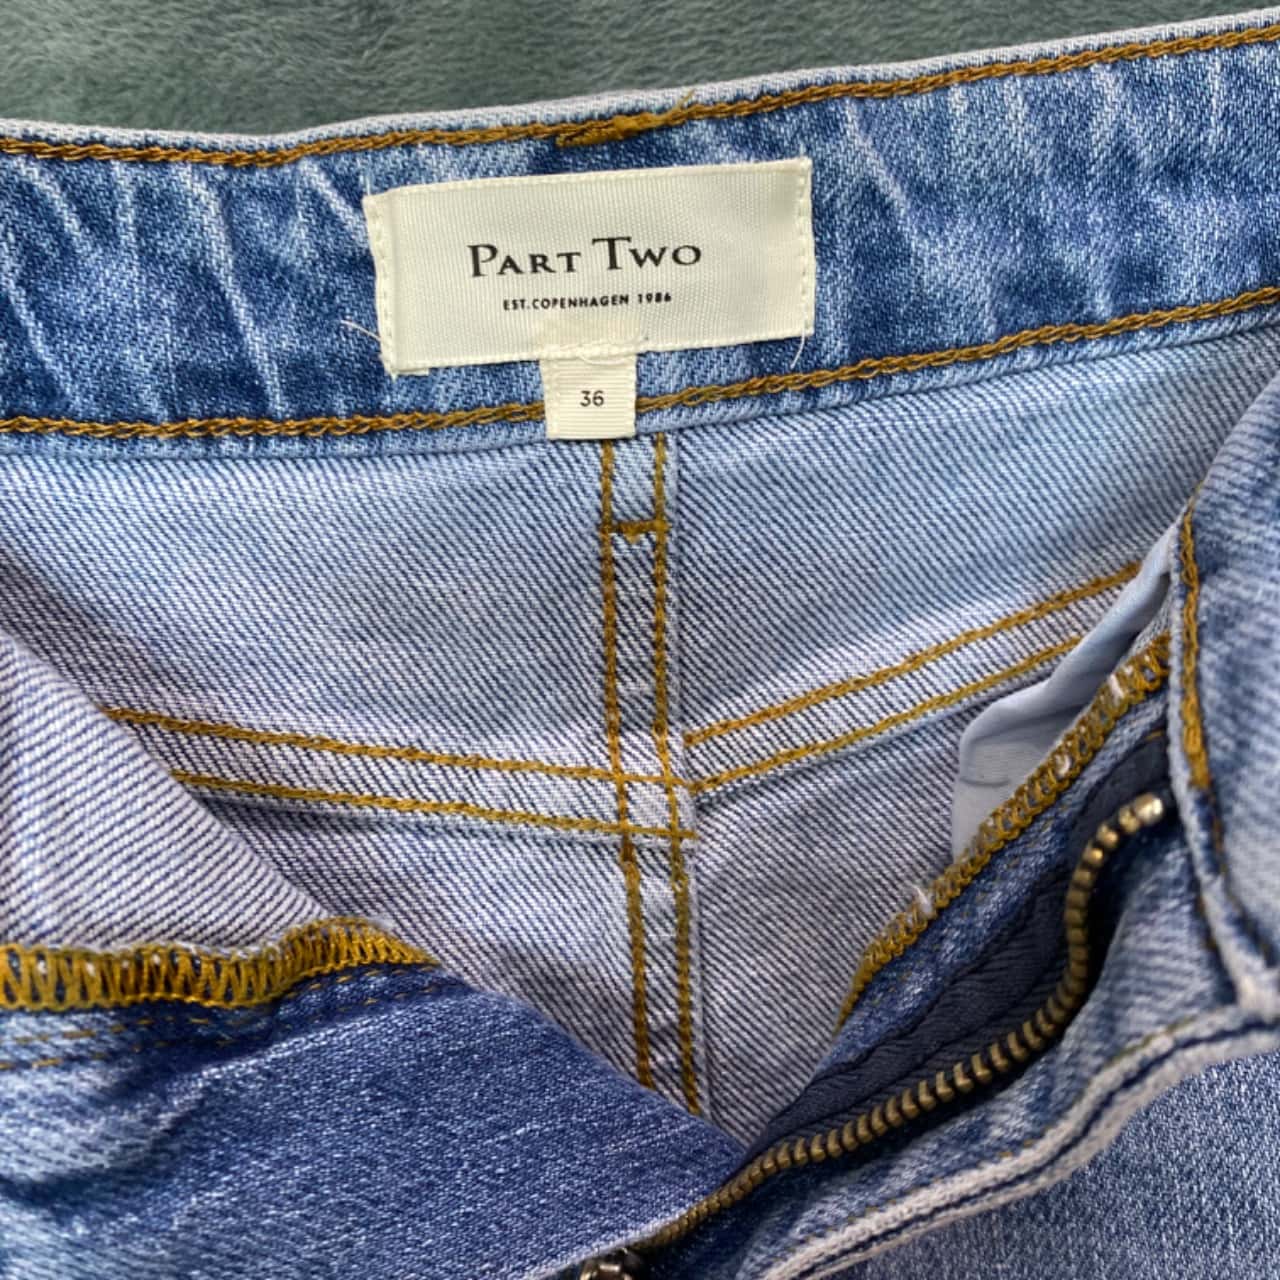 PART TWO
EST. COPENHAGEN 1986
36